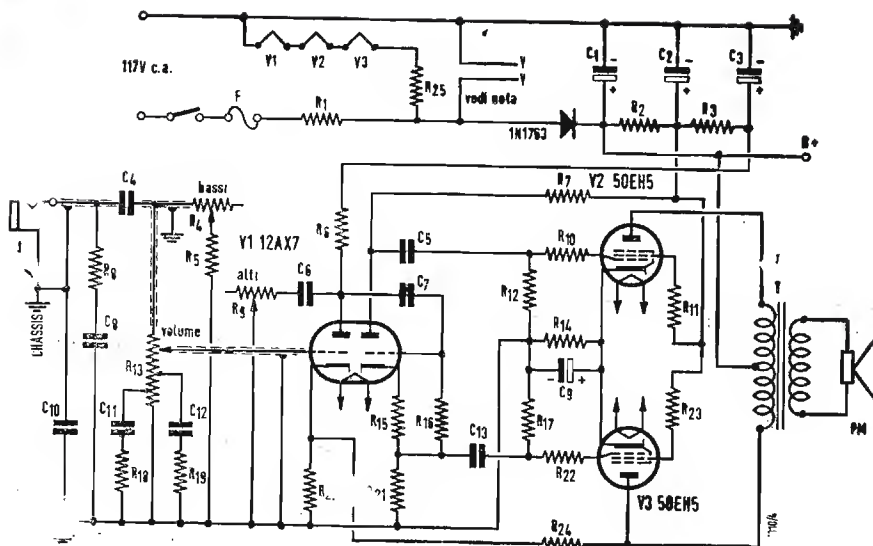 117V c.a.
V1
V2
V3
R25
F
R1
vedi nota
1N1763
C1
C2
C3
R2
R3
B+
C4
bassi
R4
R5
R6
R7
V2 50EH5
V1 12AX7
C5
R10
alti
R9
C6
C7
R12
R11
R8
C8
CHASSIS
volume
R13
R14
C9
R17
R23
C10
C11
C12
R15
R16
C13
R22
R18
R19
R21
V3 50EH5
R24
T
PM